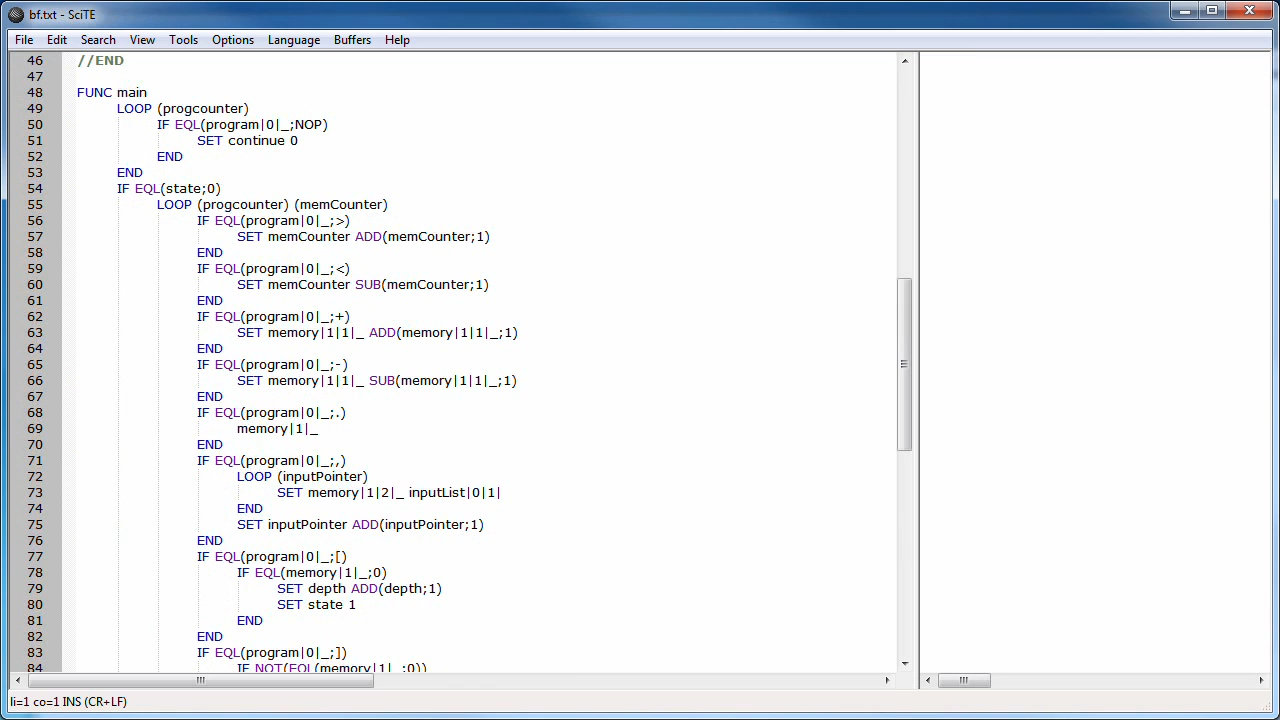 bf.txt - SciTE
File Edit Search View Tools Options Language Buffers Help
46 //END
47
48 FUNC main
49 LOOP (progcounter)
50 IF EQL(program|0|_;NOP)
51 SET continue 0
52 END
53 END
54 IF EQL(state;0)
55 LOOP (progcounter) (memCounter)
56 IF EQL(program|0|_;>)
57 SET memCounter ADD(memCounter;1)
58 END
59 IF EQL(program|0|_;<)
60 SET memCounter SUB(memCounter;1)
61 END
62 IF EQL(program|0|_;+)
63 SET memory|1|1|_ ADD(memory|1|1|_;1)
64 END
65 IF EQL(program|0|_;-)
66 SET memory|1|1|_ SUB(memory|1|1|_;1)
67 END
68 IF EQL(program|0|_;.)
69 memory|1|_
70 END
71 IF EQL(program|0|_;,)
72 LOOP (inputPointer)
73 SET memory|1|2|_ inputList|0|1|
74 END
75 SET inputPointer ADD(inputPointer;1)
76 END
77 IF EQL(program|0|_;[)
78 IF EQL(memory|1|_;0)
79 SET depth ADD(depth;1)
80 SET state 1
81 END
82 END
83 IF EQL(program|0|_;])
84 IF NOT(EQL(memory|1|_;0))
li=1 co=1 INS (CR+LF)